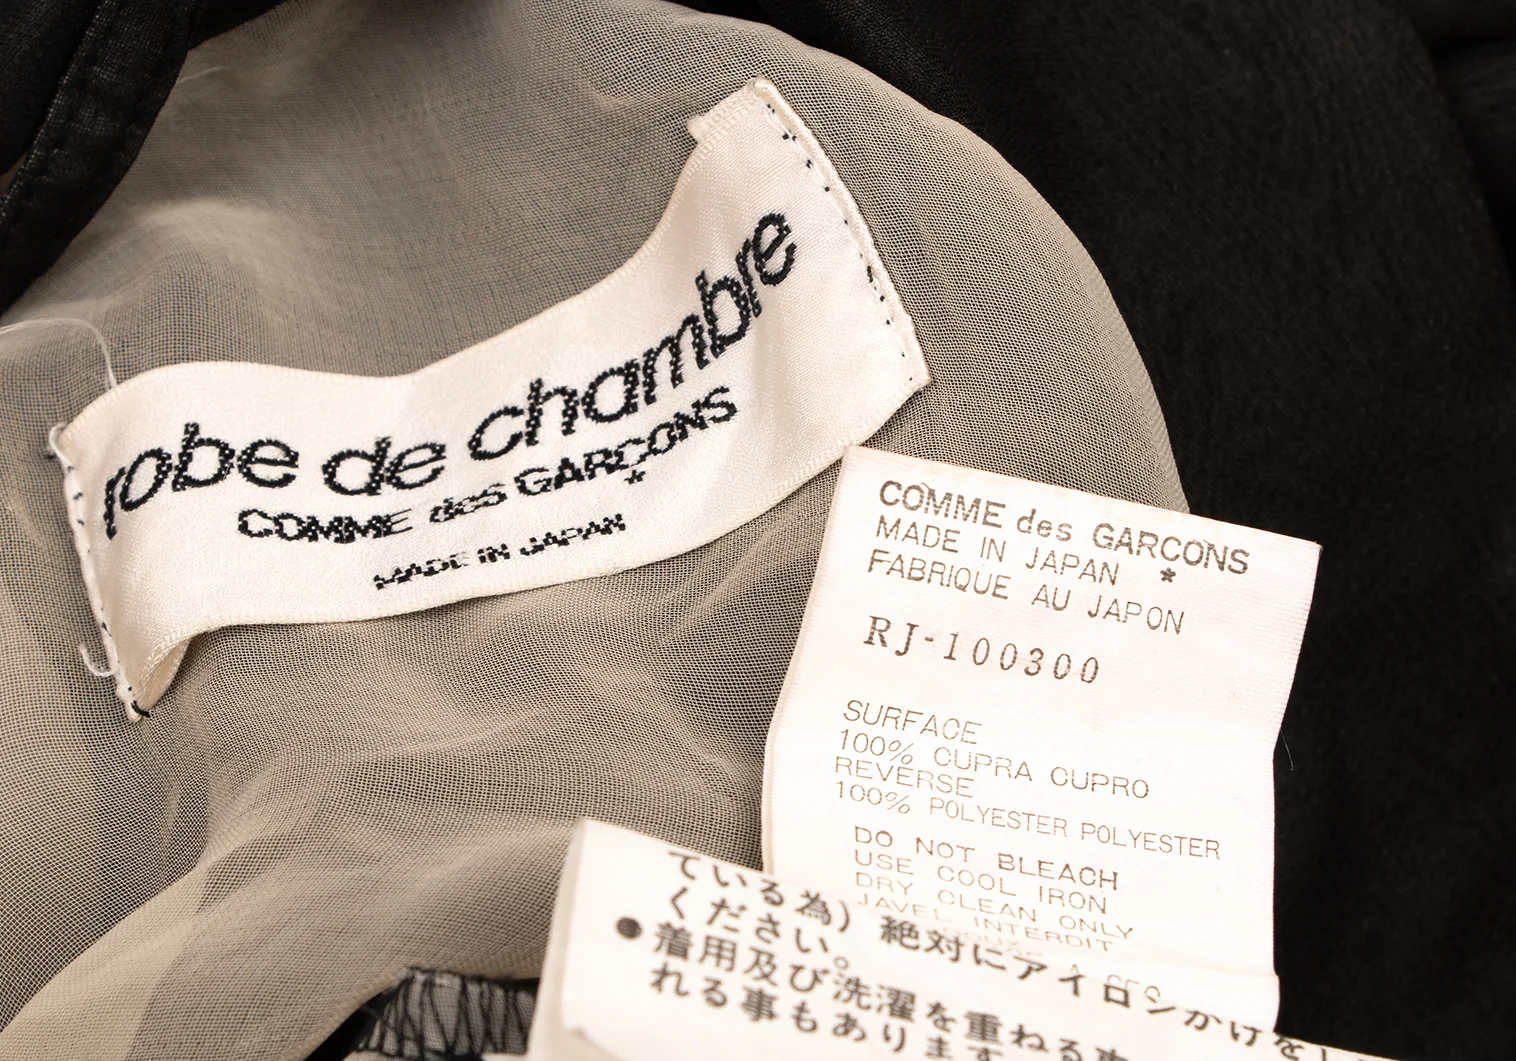 robe de chambre
COMME des GARÇONS
*
MADE IN JAPAN
COMME des GARCONS
MADE IN JAPAN *
FABRIQUE AU JAPON
RJ-100300
SURFACE
100% CUPRA CUPRO
REVERSE
100% POLYESTER POLYESTER
DO NOT BLEACH
USE COOL IRON
DRY CLEAN ONLY
JAVEL INTERDIT
ている為）絶対にアイロンがけを
ください。
●着用及び洗濯を重ねる
れる事もあります